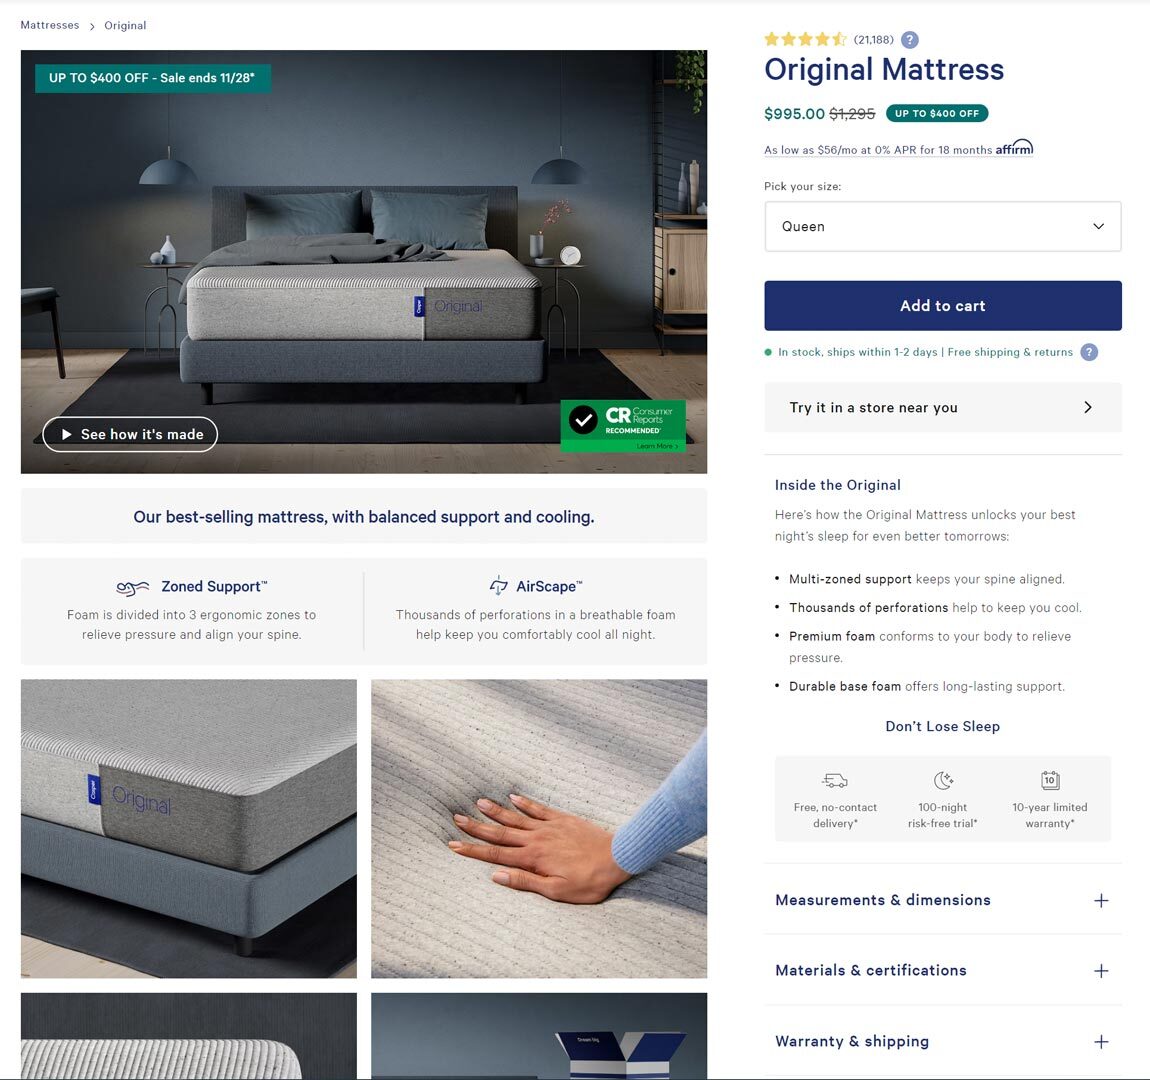 Mattresses > Original
UP TO $400 OFF - Sale ends 11/28*
Casper
Original
See how it's made
CR Consumer
Reports
RECOMMENDED
Learn More >
Our best-selling mattress, with balanced support and cooling.
Zoned Support™
Foam is divided into 3 ergonomic zones to
relieve pressure and align your spine.
AirScape™
Thousands of perforations in a breathable foam
help keep you comfortably cool all night.
Casper
Original
Dream big
(21,188) ?
Original Mattress
$995.00 $1,295 UP TO $400 OFF
As low as $56/mo at 0% APR for 18 months affirm
Pick your size:
Queen
Add to cart
In stock, ships within 1-2 days | Free shipping & returns ?
Try it in a store near you
Inside the Original
Here's how the Original Mattress unlocks your best
night's sleep for even better tomorrows:
• Multi-zoned support keeps your spine aligned.
• Thousands of perforations help to keep you cool.
• Premium foam conforms to your body to relieve
pressure.
• Durable base foam offers long-lasting support.
Don't Lose Sleep
Free, no-contact
delivery*
100-night
risk-free trial*
10
10-year limited
warranty*
Measurements & dimensions +
Materials & certifications +
Warranty & shipping +